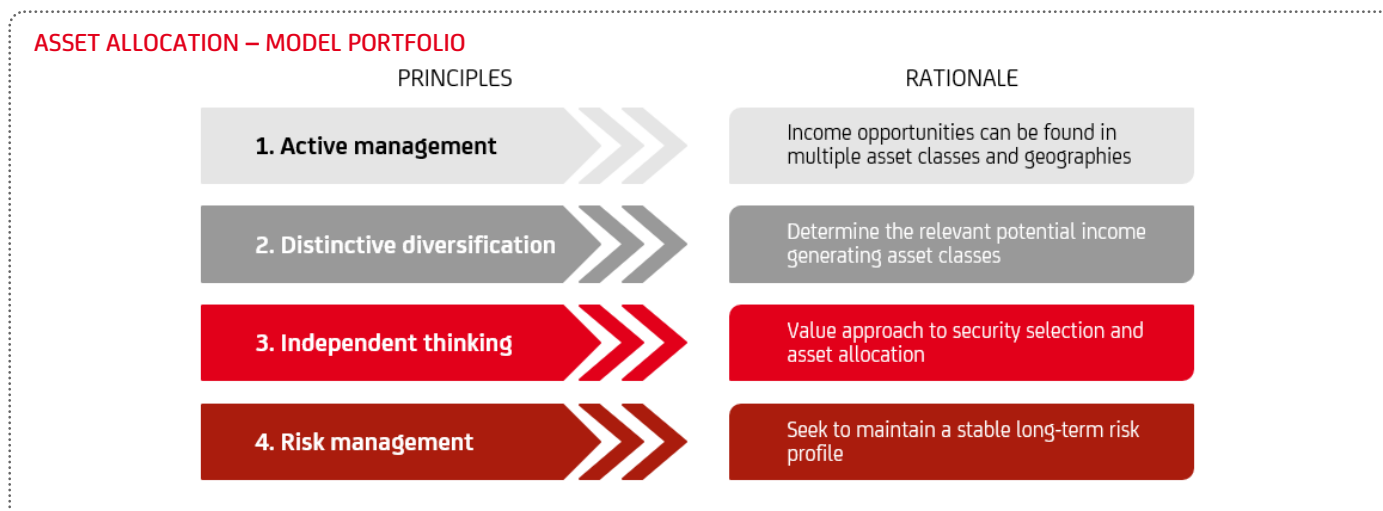 ASSET ALLOCATION – MODEL PORTFOLIO
PRINCIPLES
RATIONALE
1. Active management
Income opportunities can be found in
multiple asset classes and geographies
2. Distinctive diversification
Determine the relevant potential income
generating asset classes
3. Independent thinking
Value approach to security selection and
asset allocation
4. Risk management
Seek to maintain a stable long-term risk
profile